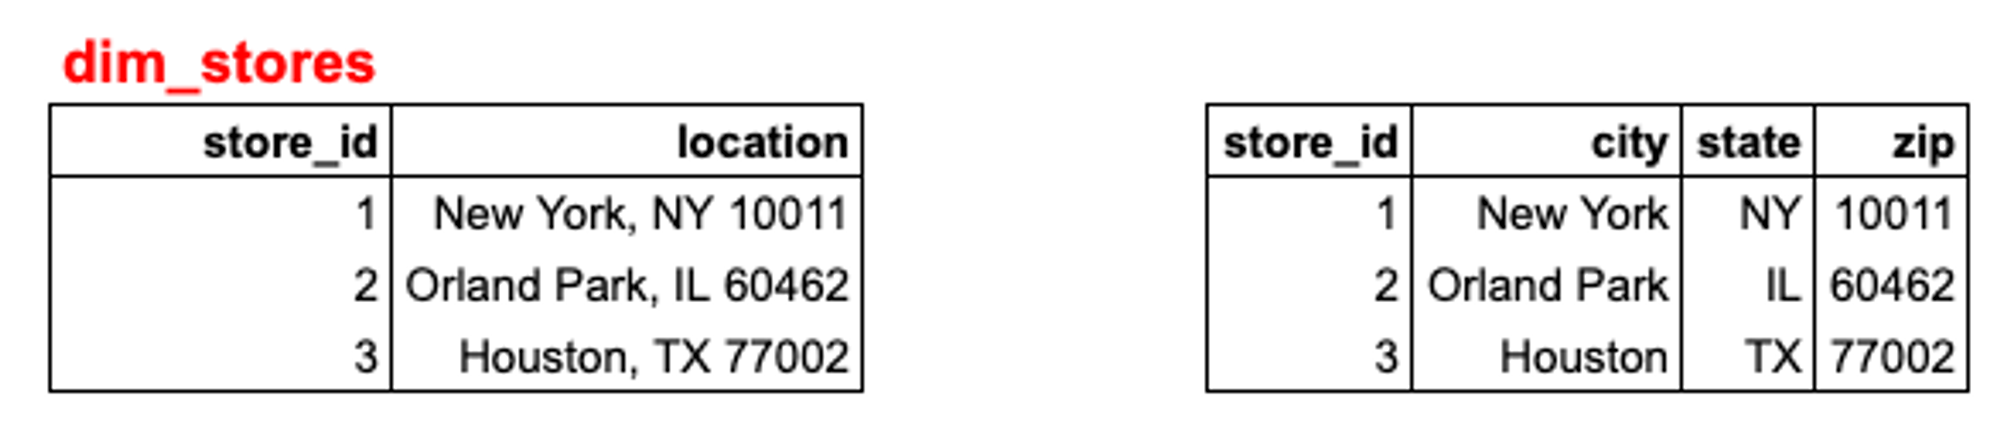 dim_stores
store_id location
1 New York, NY 10011
2 Orland Park, IL 60462
3 Houston, TX 77002
store_id city state zip
1 New York NY 10011
2 Orland Park IL 60462
3 Houston TX 77002